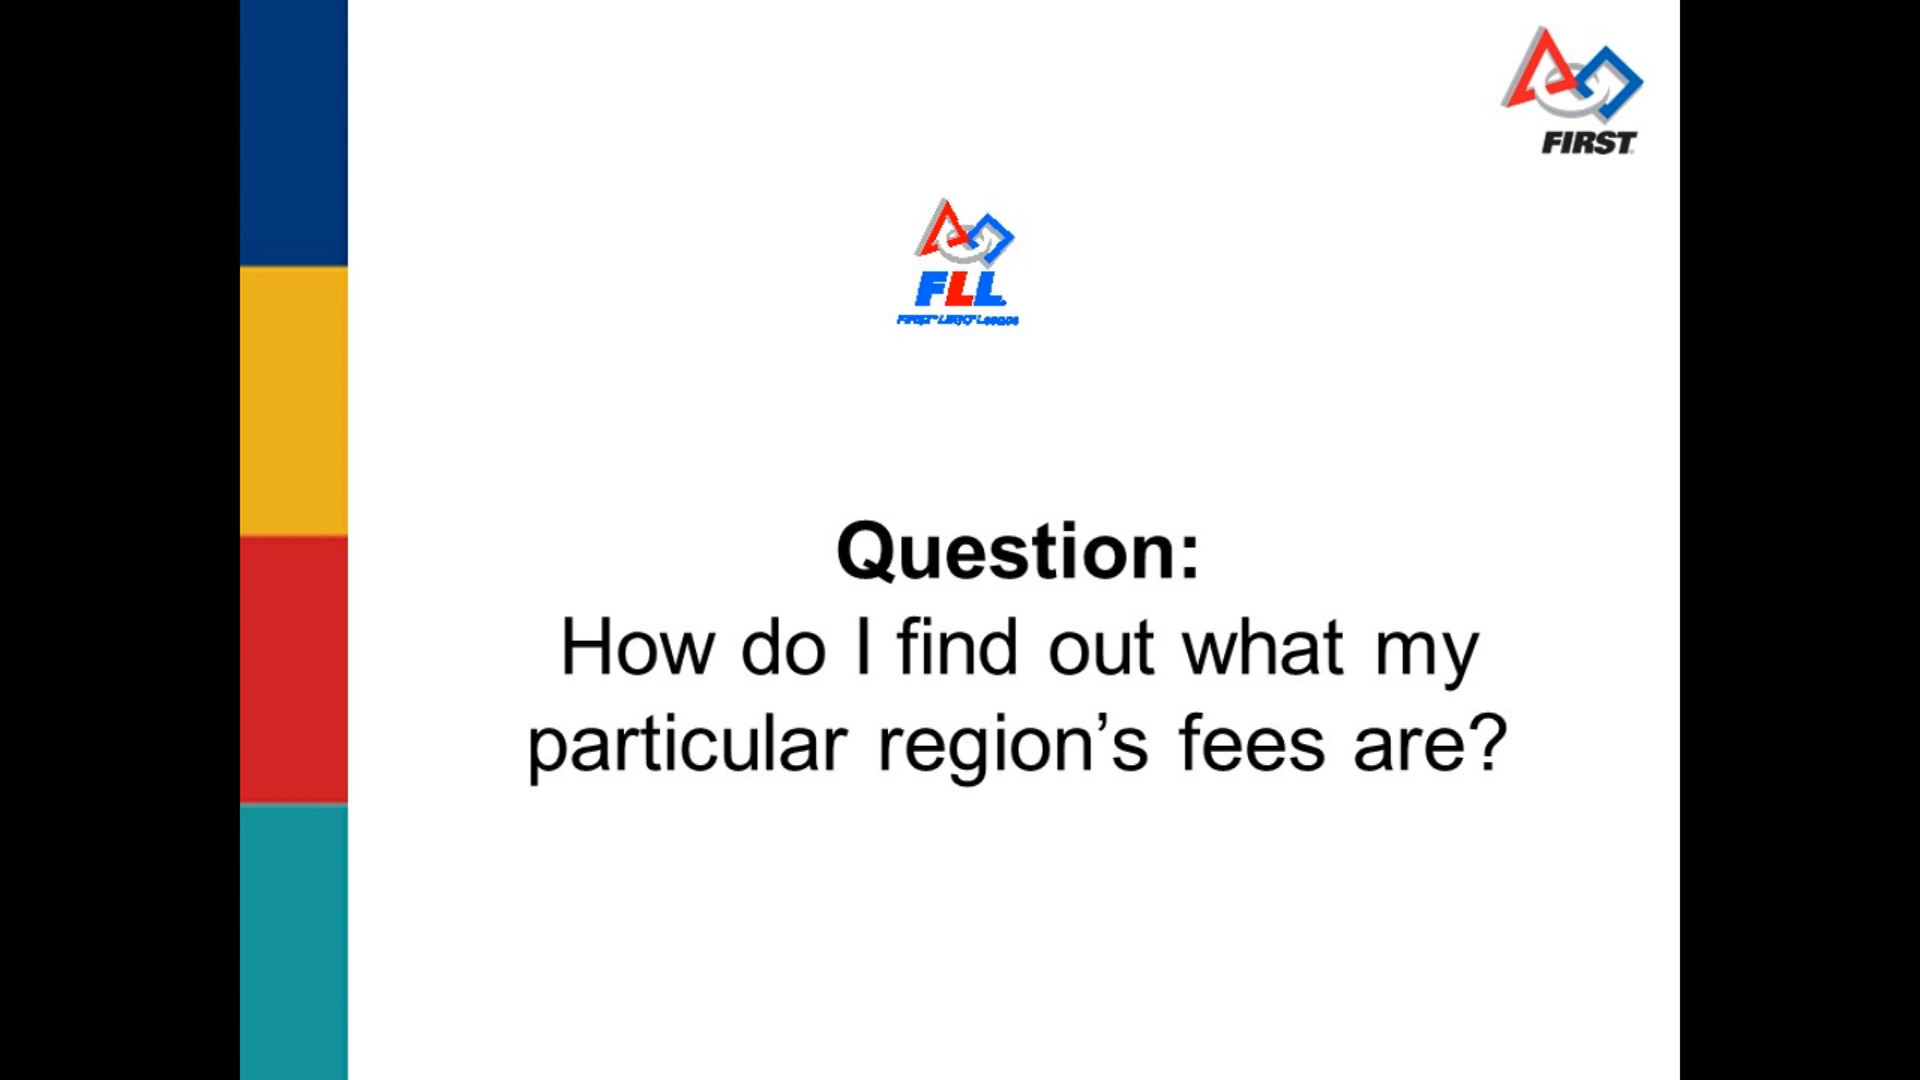 FIRST
FLL
Question:
How do I find out what my
particular region’s fees are?